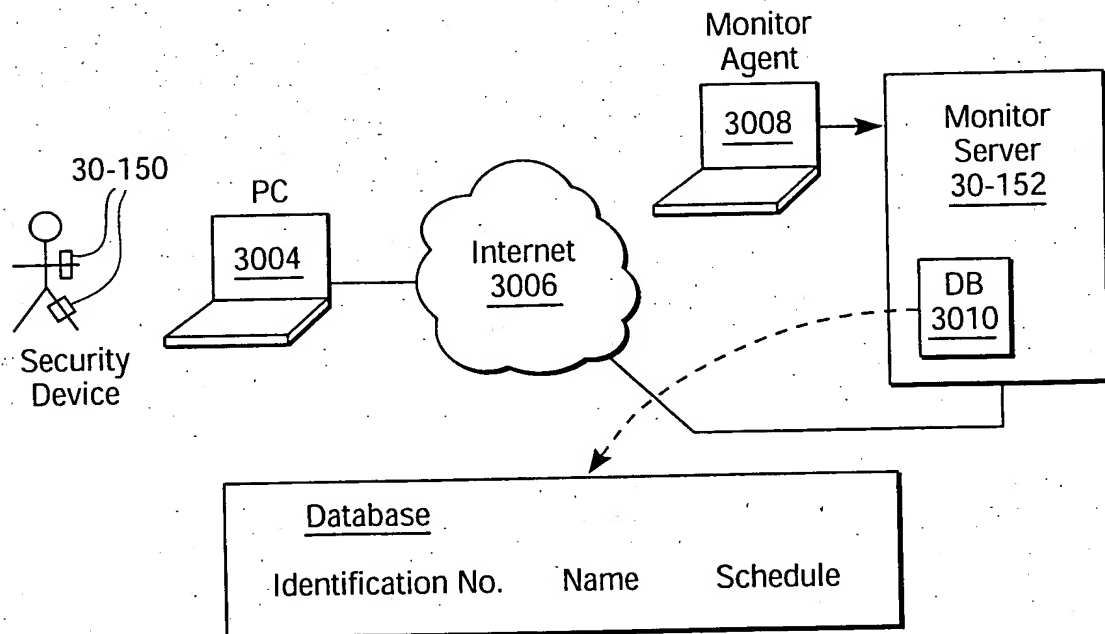 Monitor
Agent
3008
Monitor
Server
30-152
30-150
PC
3004
Internet
3006
DB
3010
Security
Device
Database
Identification No. Name Schedule